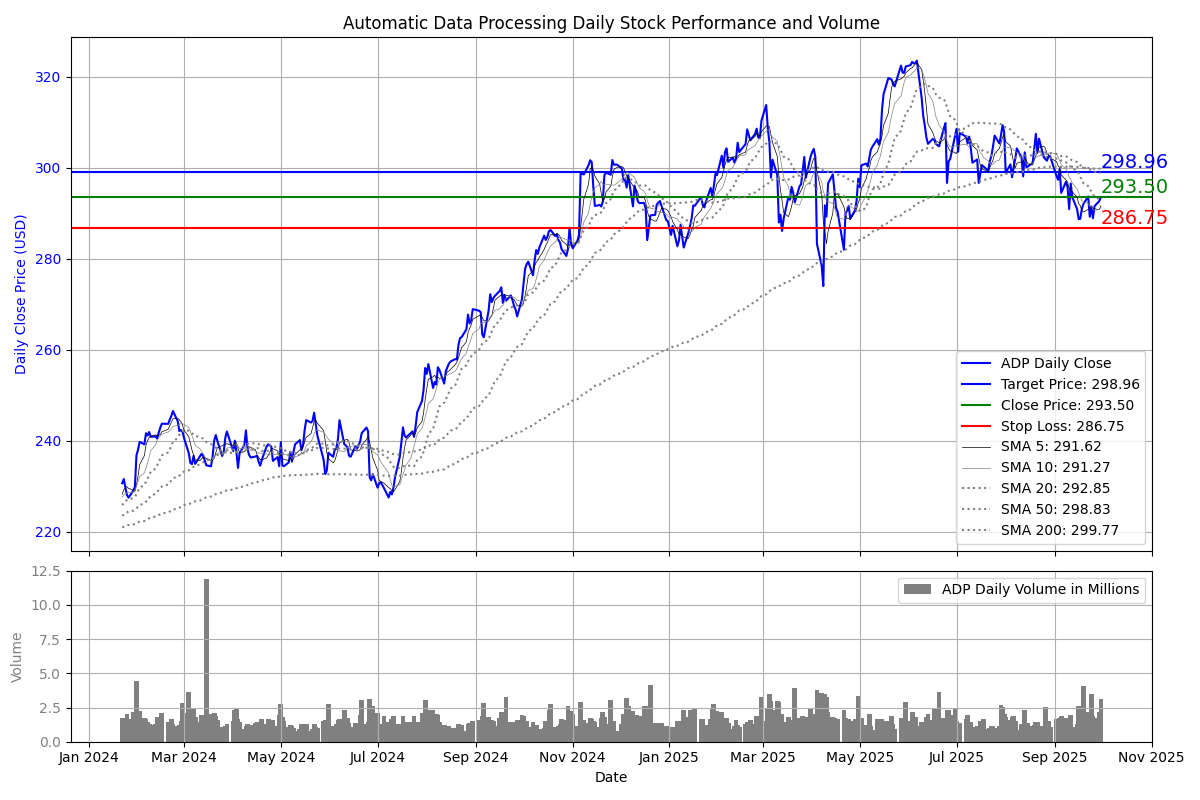 Automatic Data Processing Daily Stock Performance and Volume
Daily Close Price (USD)
320
300
280
260
240
220
298.96
293.50
286.75
ADP Daily Close
Target Price: 298.96
Close Price: 293.50
Stop Loss: 286.75
SMA 5: 291.62
SMA 10: 291.27
SMA 20: 292.85
SMA 50: 298.83
SMA 200: 299.77
Volume
12.5
10.0
7.5
5.0
2.5
0.0
ADP Daily Volume in Millions
Jan 2024 Mar 2024 May 2024 Jul 2024 Sep 2024 Nov 2024 Jan 2025 Mar 2025 May 2025 Jul 2025 Sep 2025 Nov 2025
Date